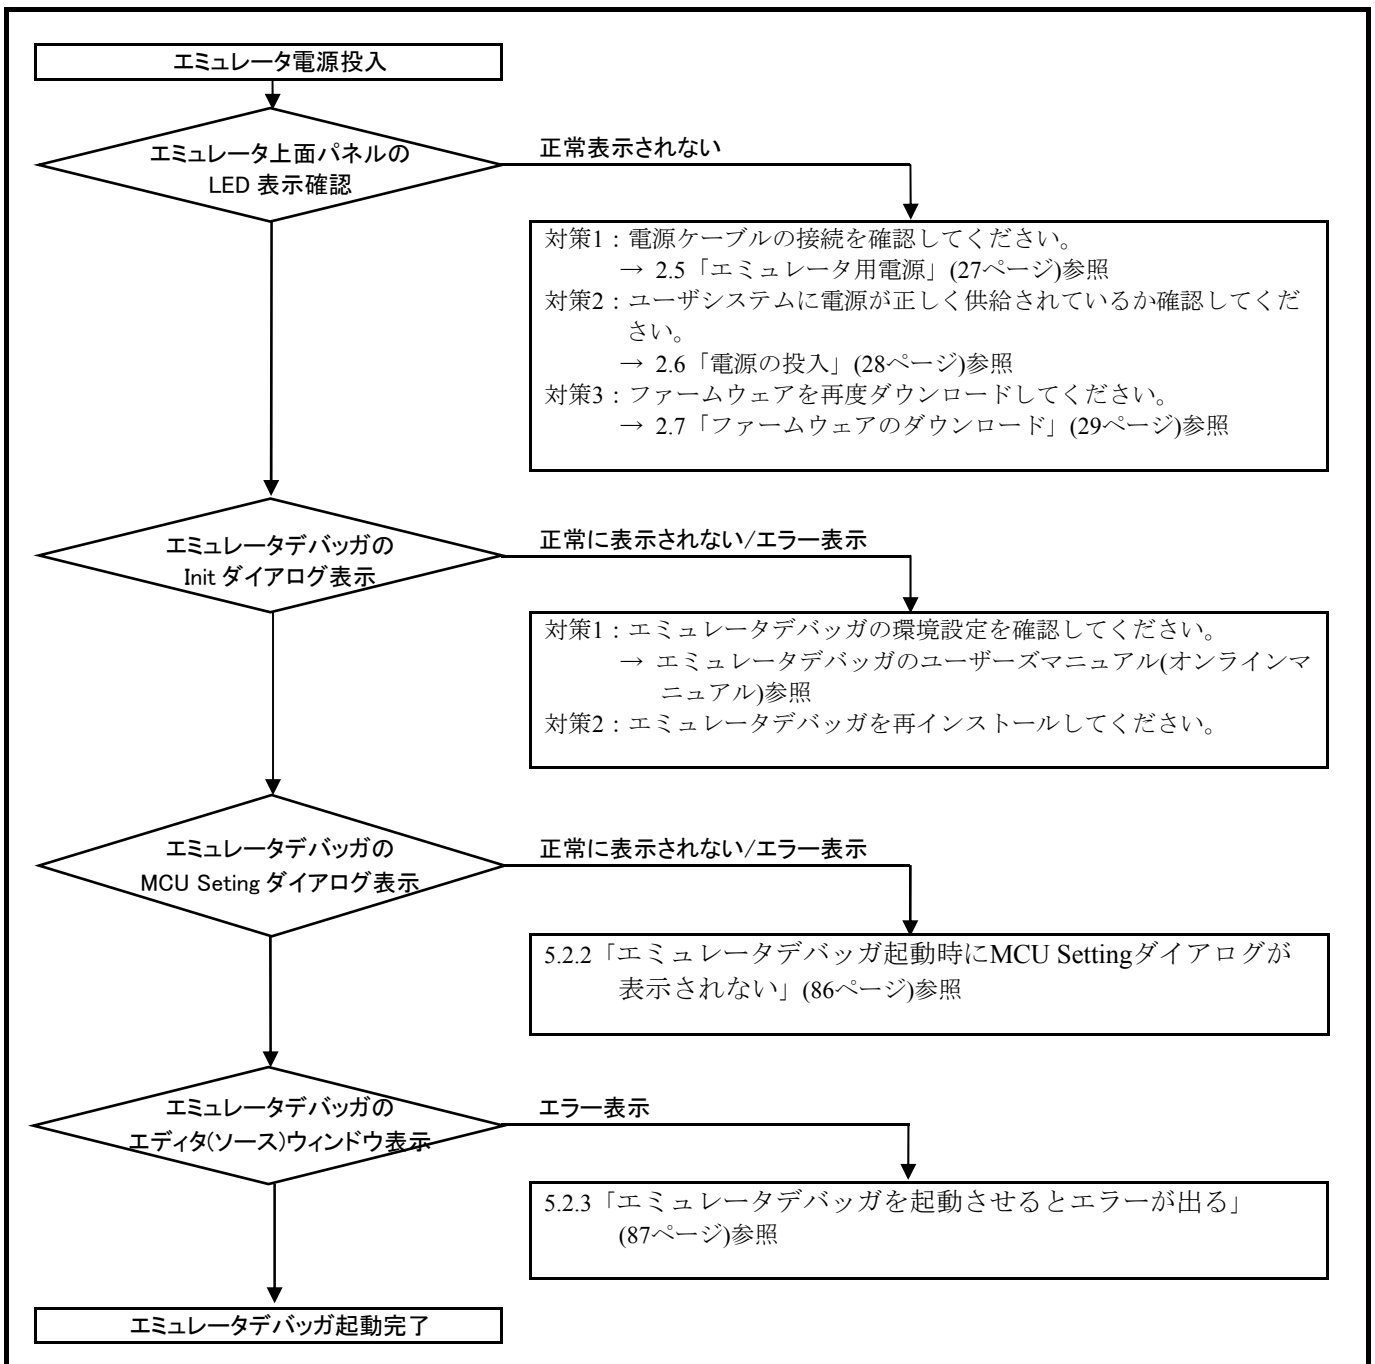 エミュレータ電源投入
エミュレータ上面パネルの
LED 表示確認
正常表示されない
対策1：電源ケーブルの接続を確認してください。
→ 2.5「エミュレータ用電源」(27ページ)参照
対策2：ユーザシステムに電源が正しく供給されているか確認してくだ
さい。
→ 2.6「電源の投入」(28ページ)参照
対策3：ファームウェアを再度ダウンロードしてください。
→ 2.7「ファームウェアのダウンロード」(29ページ)参照
エミュレータデバッガの
Init ダイアログ表示
正常に表示されない/エラー表示
対策1：エミュレータデバッガの環境設定を確認してください。
→ エミュレータデバッガのユーザーズマニュアル(オンラインマ
ニュアル)参照
対策2：エミュレータデバッガを再インストールしてください。
エミュレータデバッガの
MCU Seting ダイアログ表示
正常に表示されない/エラー表示
5.2.2「エミュレータデバッガ起動時にMCU Settingダイアログが
表示されない」(86ページ)参照
エミュレータデバッガの
エディタ(ソース)ウィンドウ表示
エラー表示
5.2.3「エミュレータデバッガを起動させるとエラーが出る」
(87ページ)参照
エミュレータデバッガ起動完了